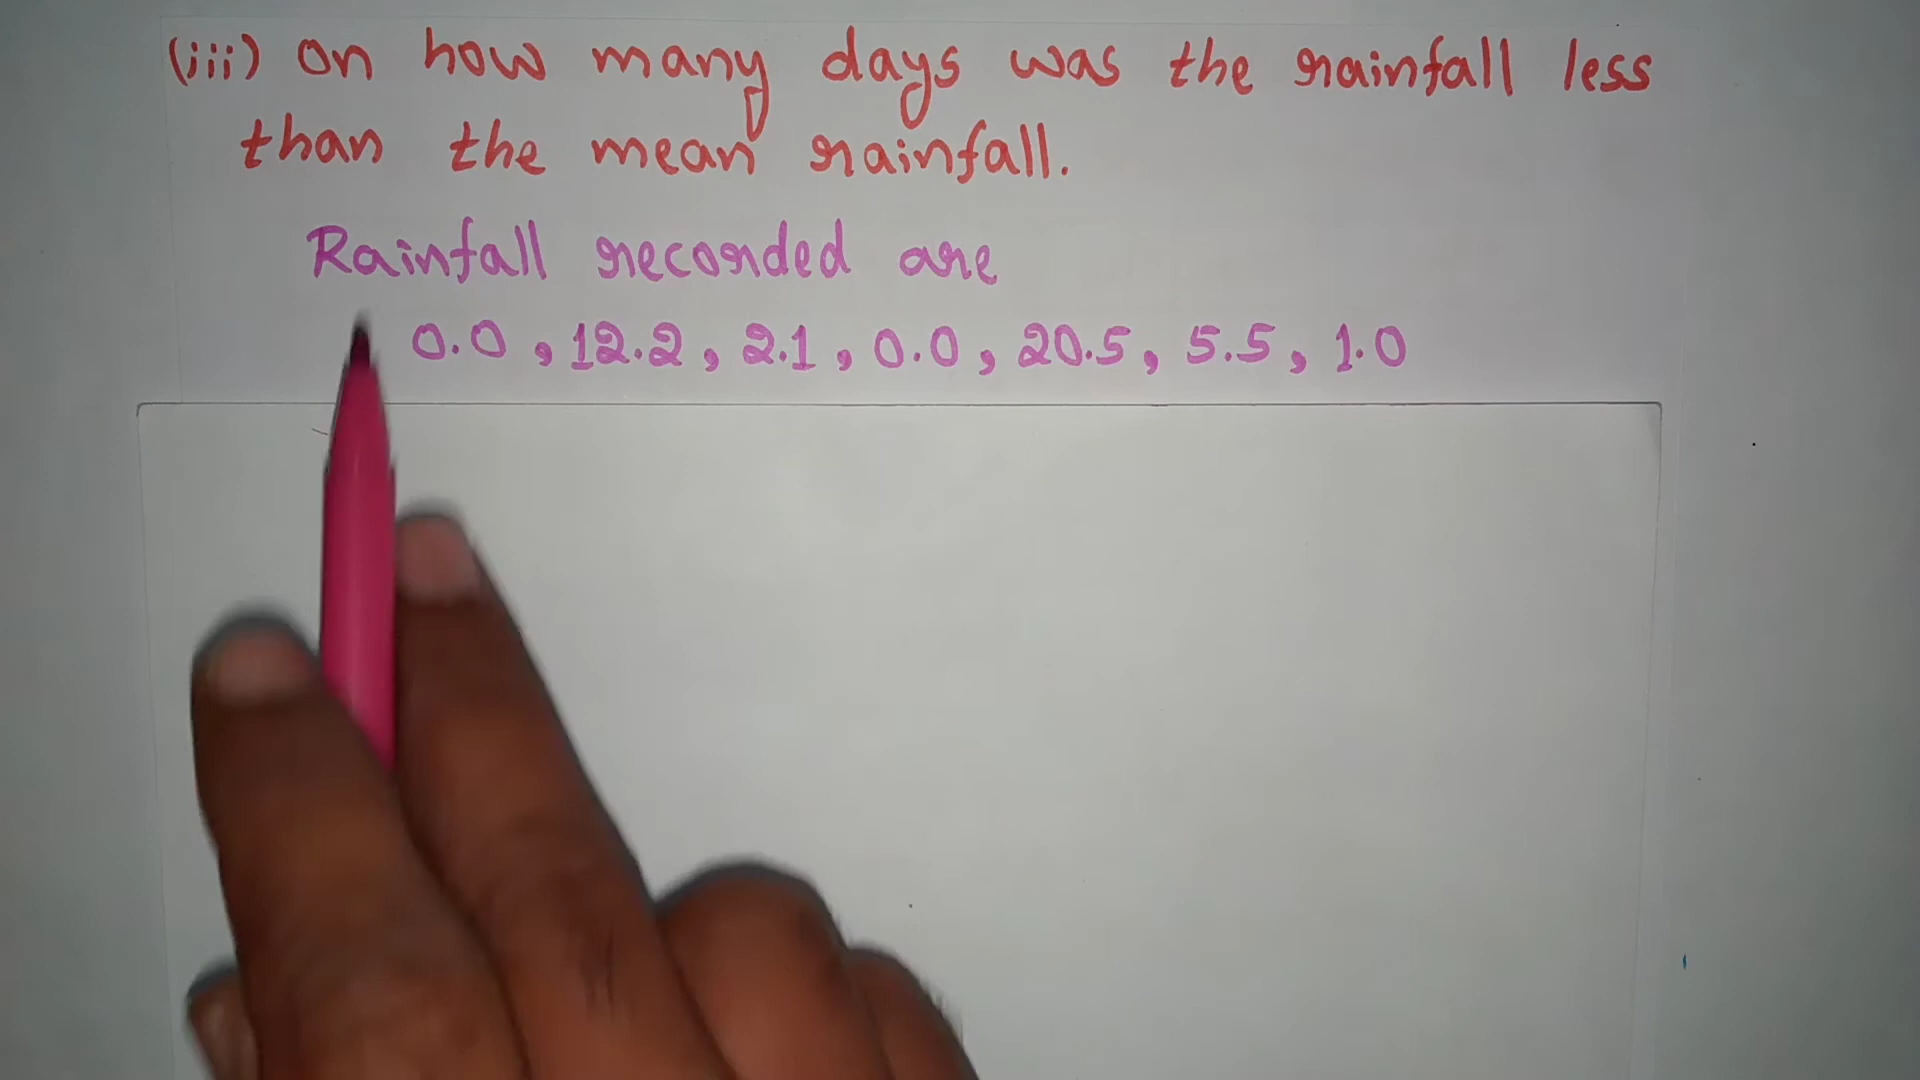 (iii) On how many days was the rainfall less
than the mean rainfall.
Rainfall recorded are
0.0 , 12.2 , 2.1 , 0.0 , 20.5 , 5.5 , 1.0